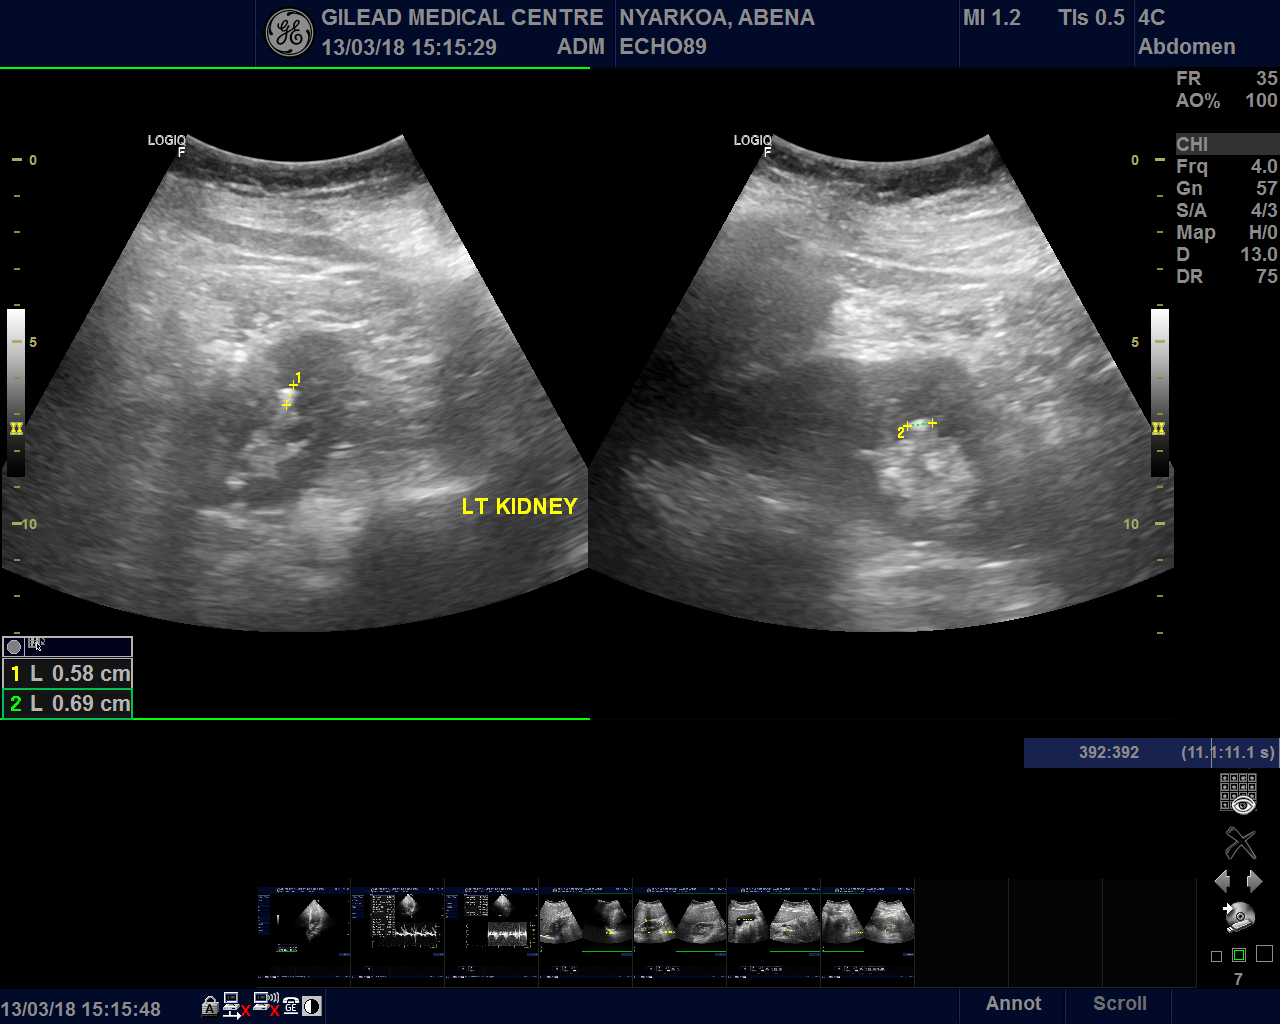 GILEAD MEDICAL CENTRE
13/03/18 15:15:29 ADM
NYARKOA, ABENA
ECHO89
MI 1.2 TIs 0.5
4C
Abdomen
FR 35
AO% 100
CHI
Frq 4.0
Gn 57
S/A 4/3
Map H/0
D 13.0
DR 75
LOGIQ
F
LOGIQ
F
0
5
10
0
5
10
1
2
LT KIDNEY
1 L 0.58 cm
2 L 0.69 cm
392:392 (11.1:11.1 s)
7
13/03/18 15:15:48
Annot
Scroll